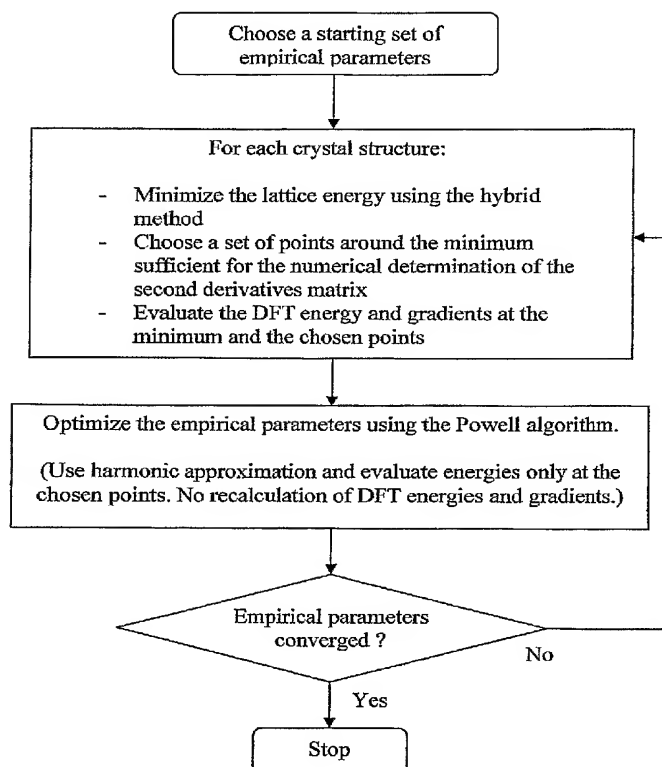 Choose a starting set of
empirical parameters
For each crystal structure:
- Minimize the lattice energy using the hybrid
method
- Choose a set of points around the minimum
sufficient for the numerical determination of the
second derivatives matrix
- Evaluate the DFT energy and gradients at the
minimum and the chosen points
Optimize the empirical parameters using the Powell algorithm.
(Use harmonic approximation and evaluate energies only at the
chosen points. No recalculation of DFT energies and gradients.)
Empirical parameters
converged ?
No
Yes
Stop